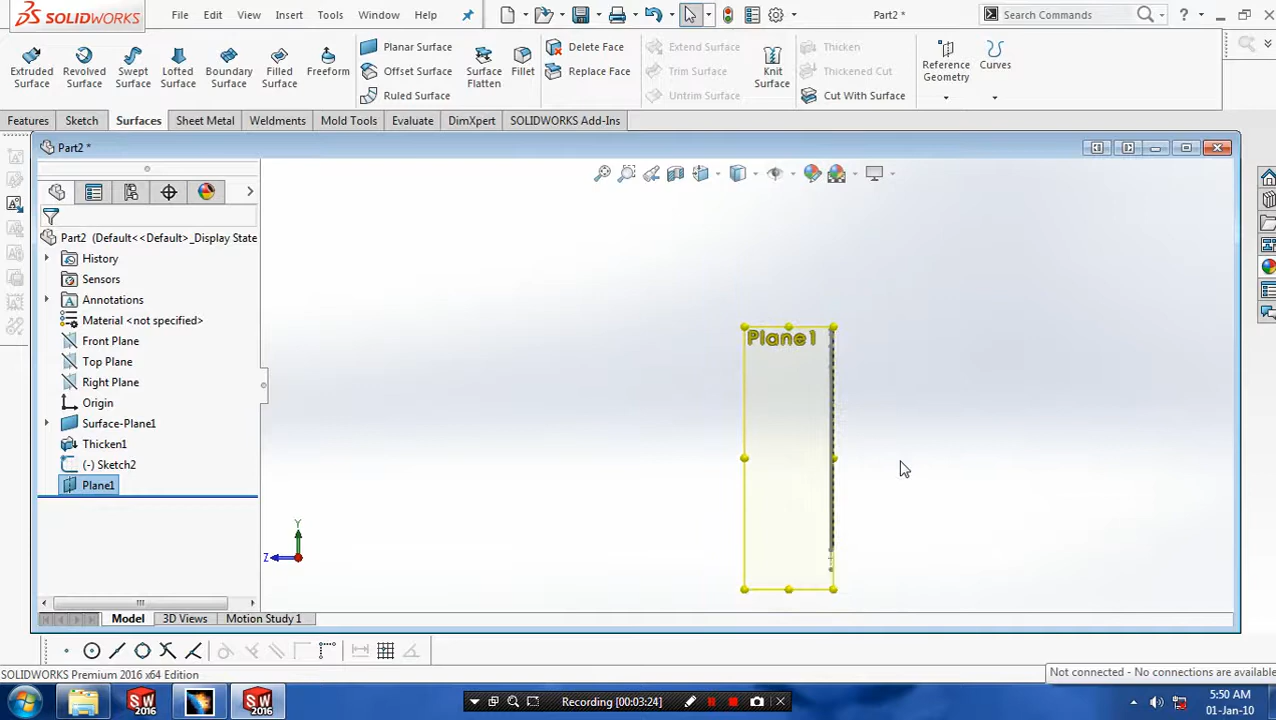 SOLIDWORKS File Edit View Insert Tools Window Help Part2 * Search Commands ?
Extruded Surface Revolved Surface Swept Surface Lofted Surface Boundary Surface Filled Surface Freeform Planar Surface Offset Surface Ruled Surface Surface Flatten Fillet Delete Face Replace Face Extend Surface Trim Surface Untrim Surface Knit Surface Thicken Thickened Cut Cut With Surface Reference Geometry Curves
Features Sketch Surfaces Sheet Metal Weldments Mold Tools Evaluate DimXpert SOLIDWORKS Add-Ins
Part2 *
Part2 (Default<<Default>_Display State
History
Sensors
Annotations
Material <not specified>
Front Plane
Top Plane
Right Plane
Origin
Surface-Plane1
Thicken1
(-) Sketch2
Plane1
Plane1
Y
Z
Model 3D Views Motion Study 1
SOLIDWORKS Premium 2016 x64 Edition
Not connected - No connections are available
SW 2016 SW 2016 Recording [00:03:24] 5:50 AM
01-Jan-10